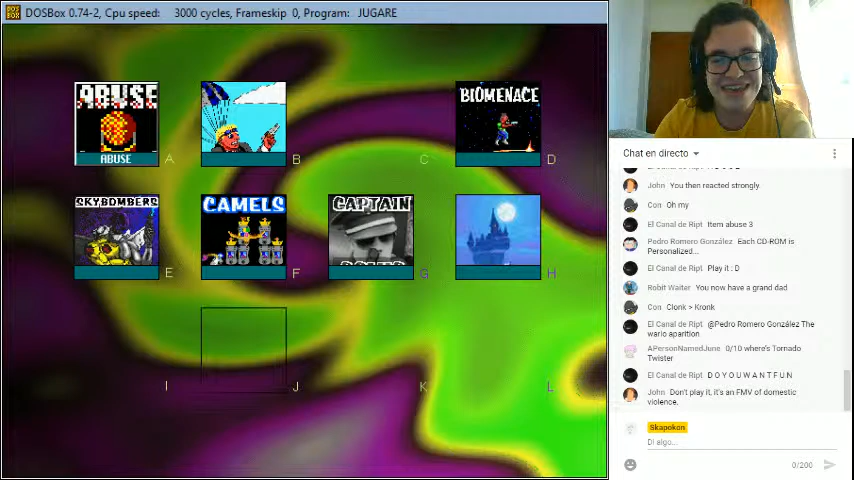 DOSBox 0.74-2, Cpu speed: 3000 cycles, Frameskip 0, Program: JUGARE
ABUSE
ABUSE
A
B
C
BIOMENACE
D
SKY.BOMBERS
E
CAMELS
F
CAPTAIN
G
H
I
J
K
L
Chat en directo
John You then reacted strongly.
Con Oh my
El Canal de Ript Item abuse 3
Pedro Romero González Each CD-ROM is
Personalized...
El Canal de Ript Play it : D
Robit Waiter You now have a grand dad
Con Clonk > Kronk
El Canal de Ript @Pedro Romero González The
wario aparition
APersonNamedJune 0/10 where's Tornado
Twister
El Canal de Ript D O Y O U W A N T F U N
John Don't play it, it's an FMV of domestic
violence.
Skapokon
Di algo...
0/200